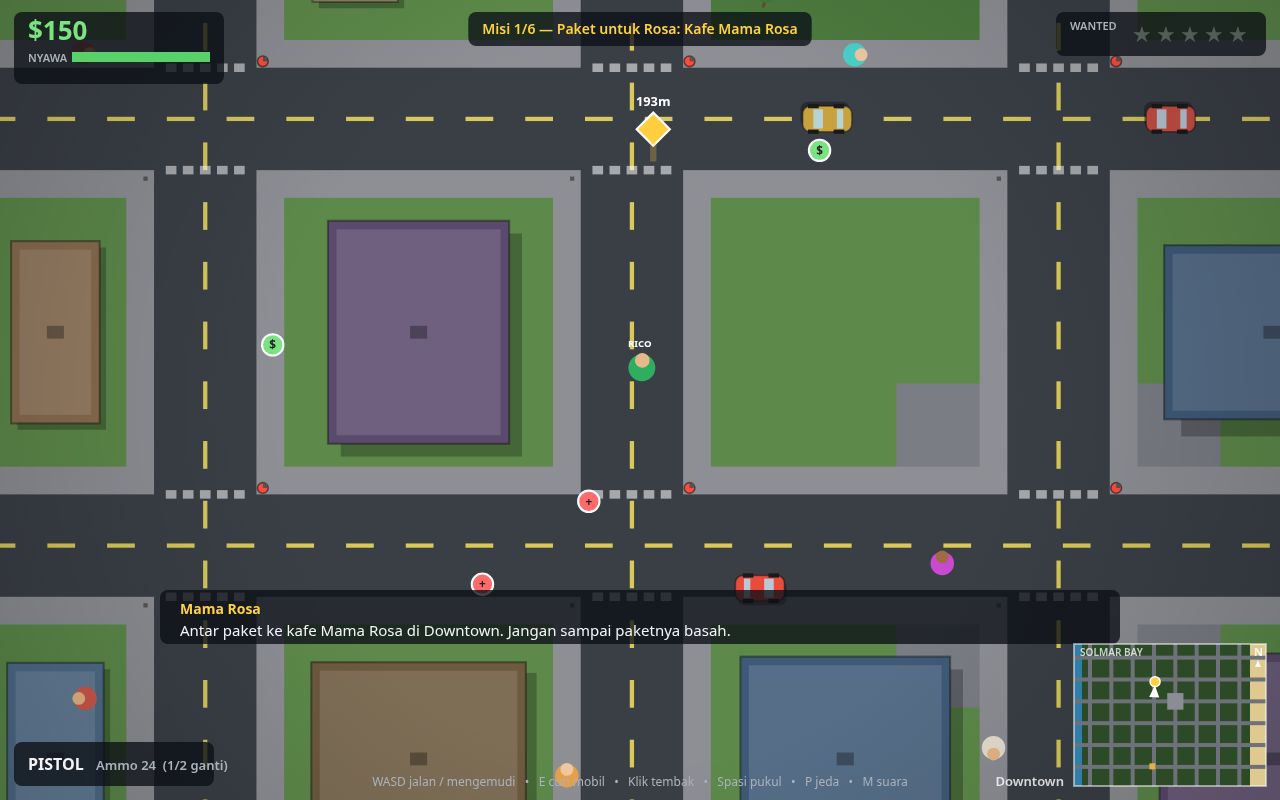 $150
NYAWA
Misi 1/6 — Paket untuk Rosa: Kafe Mama Rosa
WANTED
193m
$
$
RICO
+
+
Mama Rosa
Antar paket ke kafe Mama Rosa di Downtown. Jangan sampai paketnya basah.
SOLMAR BAY
N
PISTOL Ammo 24 (1/2 ganti)
WASD jalan / mengemudi • E curi mobil • Klik tembak • Spasi pukul • P jeda • M suara
Downtown